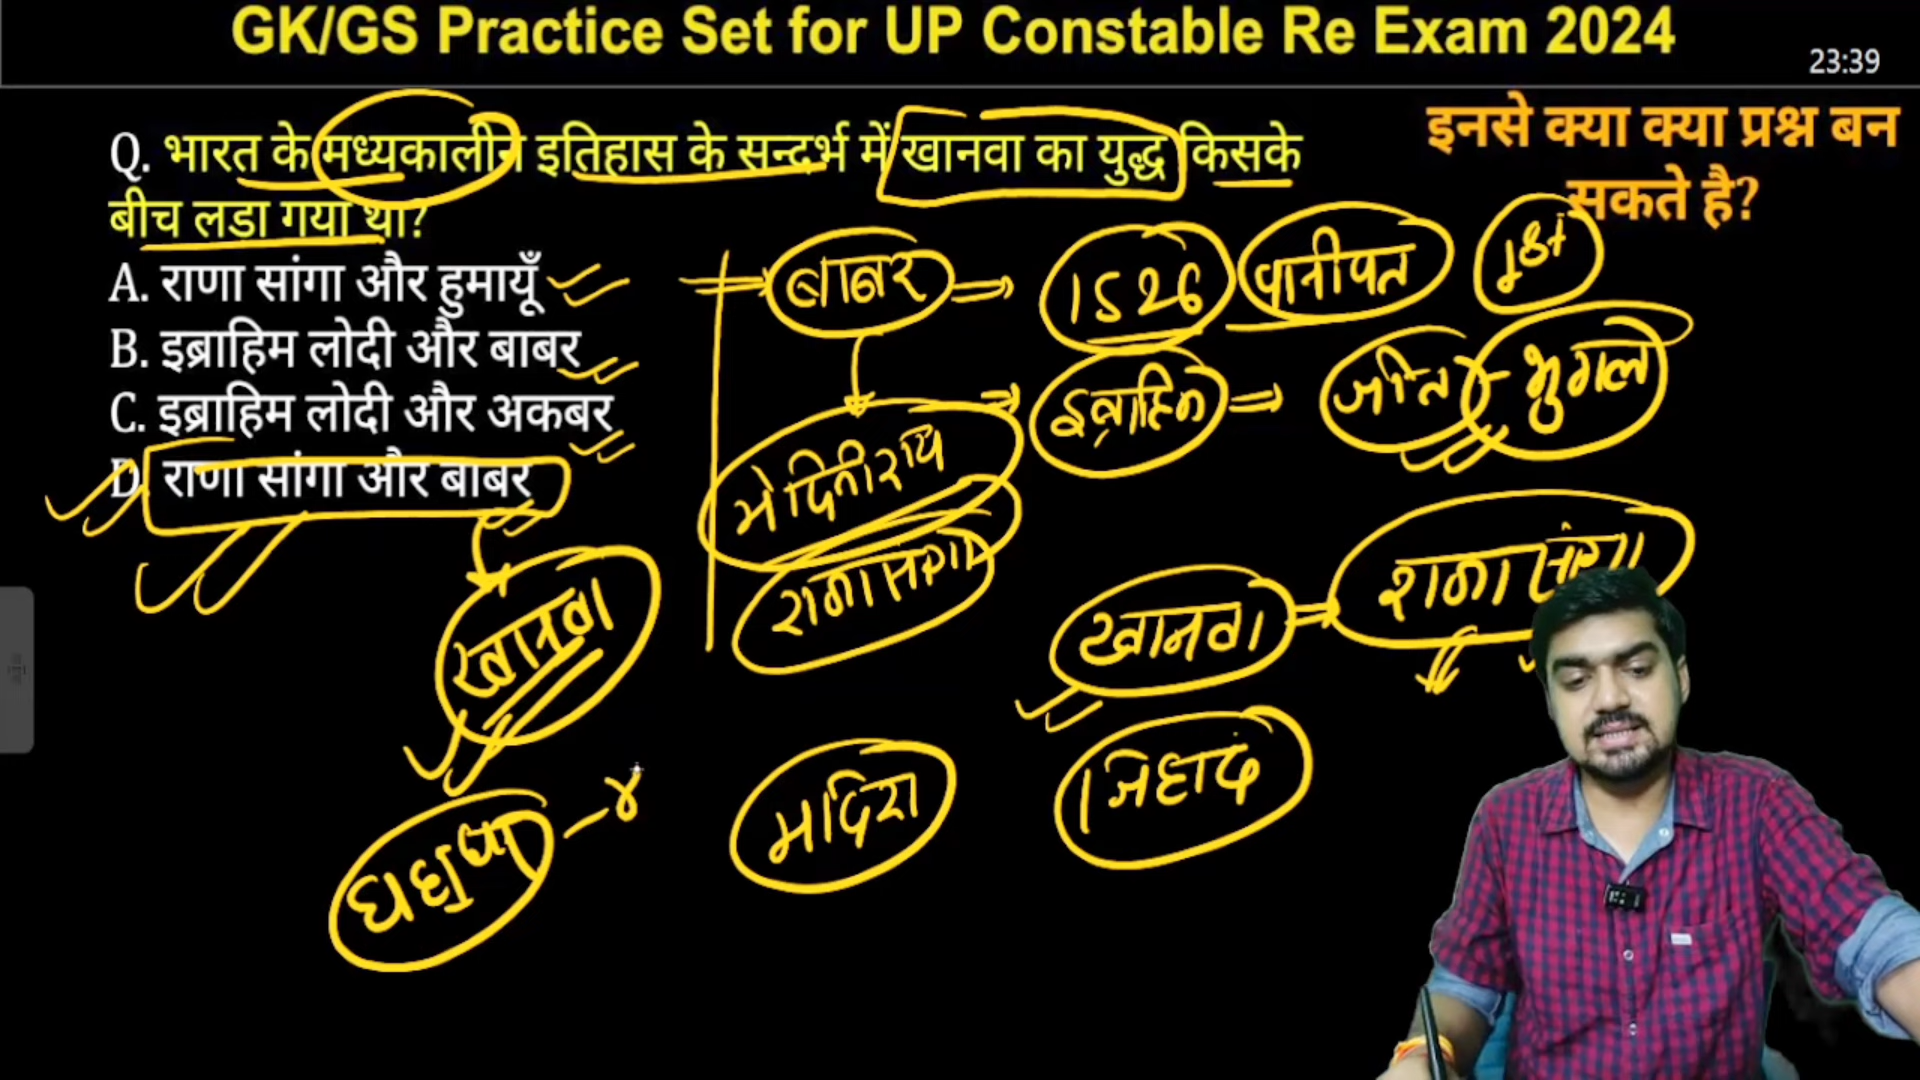 GK/GS Practice Set for UP Constable Re Exam 2024
23:39
Q. भारत के मध्यकालीन इतिहास के सन्दर्भ में खानवा का युद्ध किसके
बीच लडा गया था?
इनसे क्या क्या प्रश्न बन
सकते है?
A. राणा सांगा और हुमायूँ
B. इब्राहिम लोदी और बाबर
C. इब्राहिम लोदी और अकबर
D. राणा सांगा और बाबर
बाबर 1526 पानीपत 1st
इब्राहिम जीत मुगल
मेदिनीराय
खानवा
खानवा
मदिरा
जिहाद